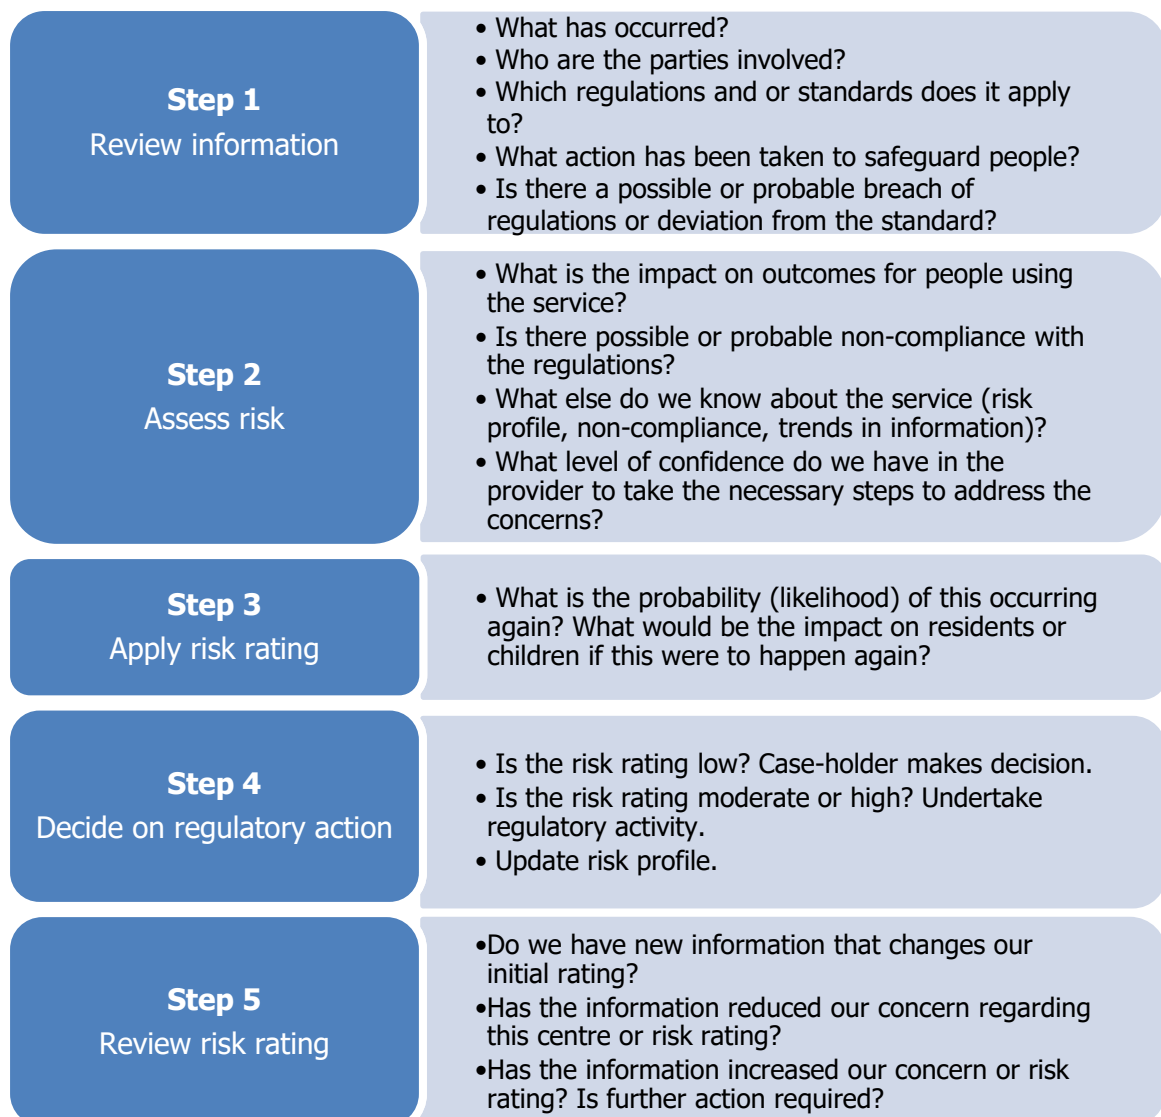 Step 1
Review information
• What has occurred?
• Who are the parties involved?
• Which regulations and or standards does it apply
to?
• What action has been taken to safeguard people?
• Is there a possible or probable breach of
regulations or deviation from the standard?
Step 2
Assess risk
• What is the impact on outcomes for people using
the service?
• Is there possible or probable non-compliance with
the regulations?
• What else do we know about the service (risk
profile, non-compliance, trends in information)?
• What level of confidence do we have in the
provider to take the necessary steps to address the
concerns?
Step 3
Apply risk rating
• What is the probability (likelihood) of this occurring
again? What would be the impact on residents or
children if this were to happen again?
Step 4
Decide on regulatory action
• Is the risk rating low? Case-holder makes decision.
• Is the risk rating moderate or high? Undertake
regulatory activity.
• Update risk profile.
Step 5
Review risk rating
•Do we have new information that changes our
initial rating?
•Has the information reduced our concern regarding
this centre or risk rating?
•Has the information increased our concern or risk
rating? Is further action required?